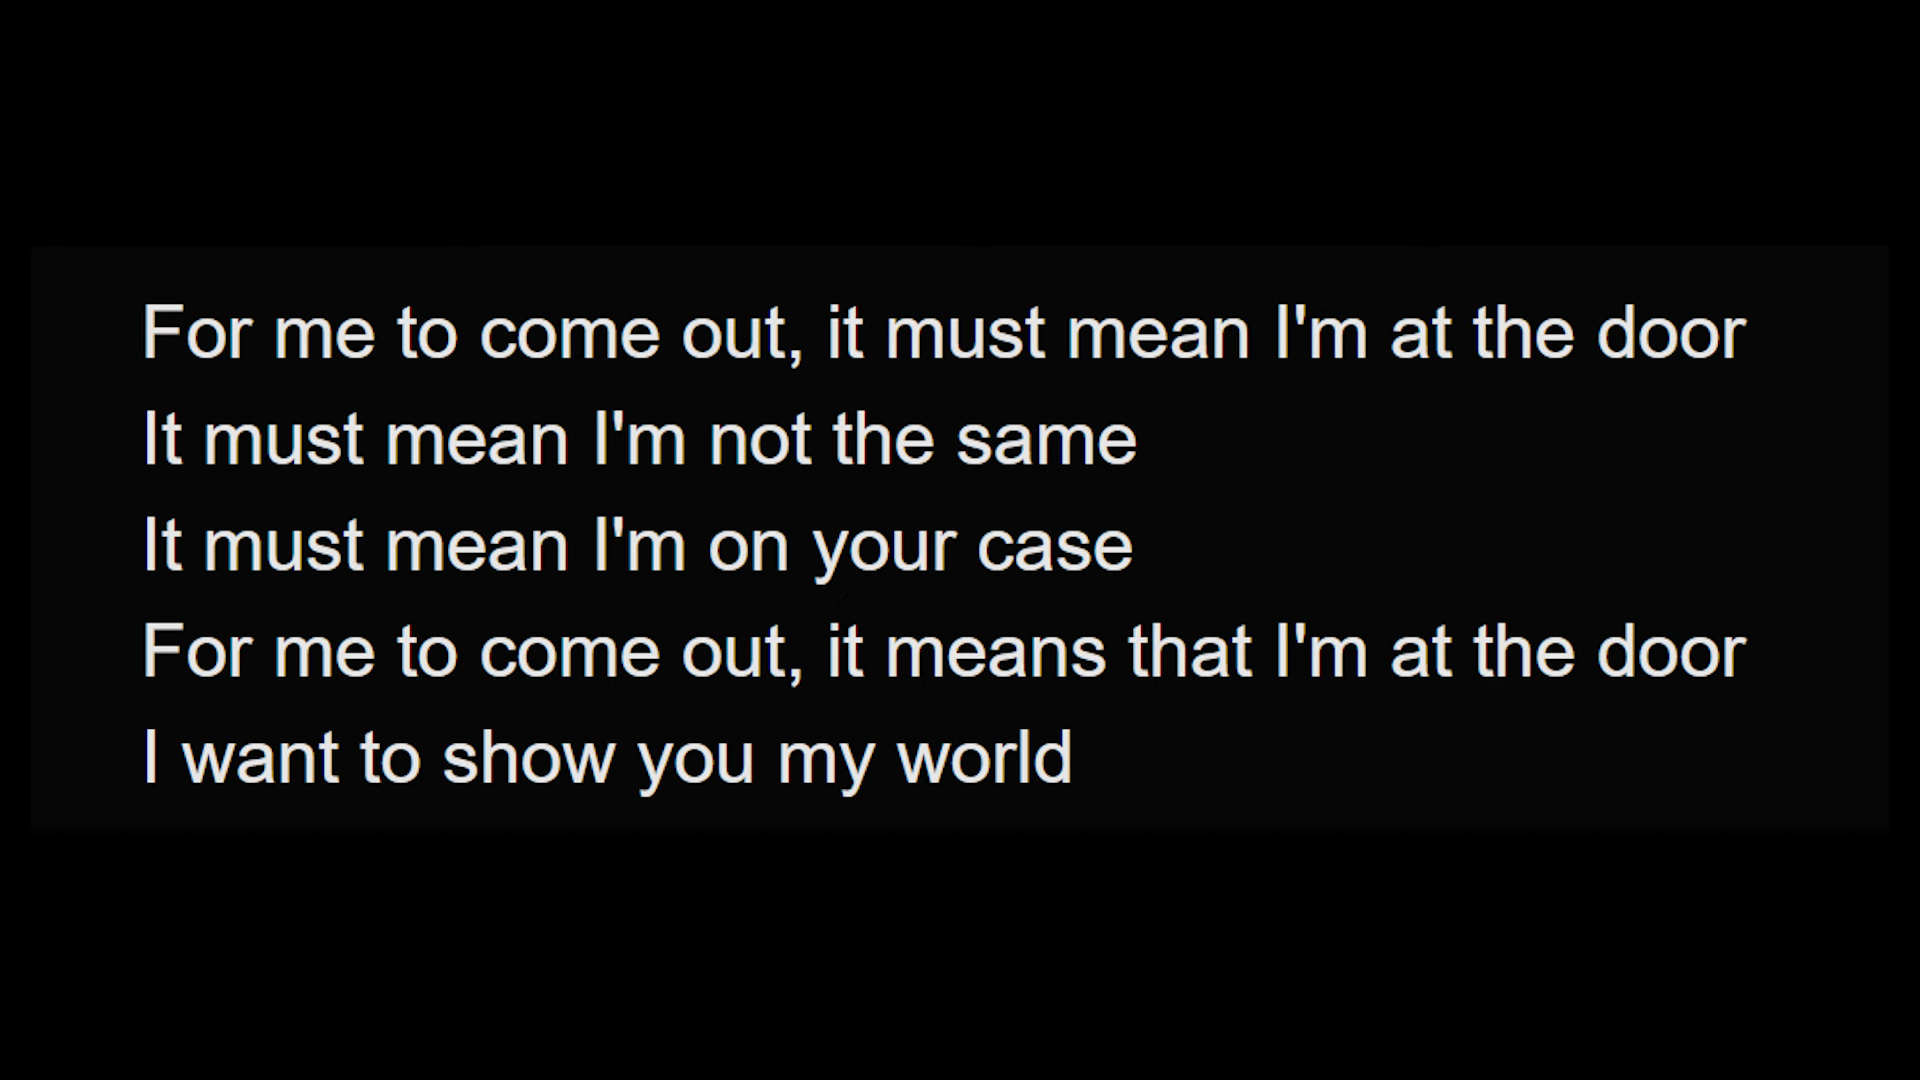 For me to come out, it must mean I'm at the door
It must mean I'm not the same
It must mean I'm on your case
For me to come out, it means that I'm at the door
I want to show you my world